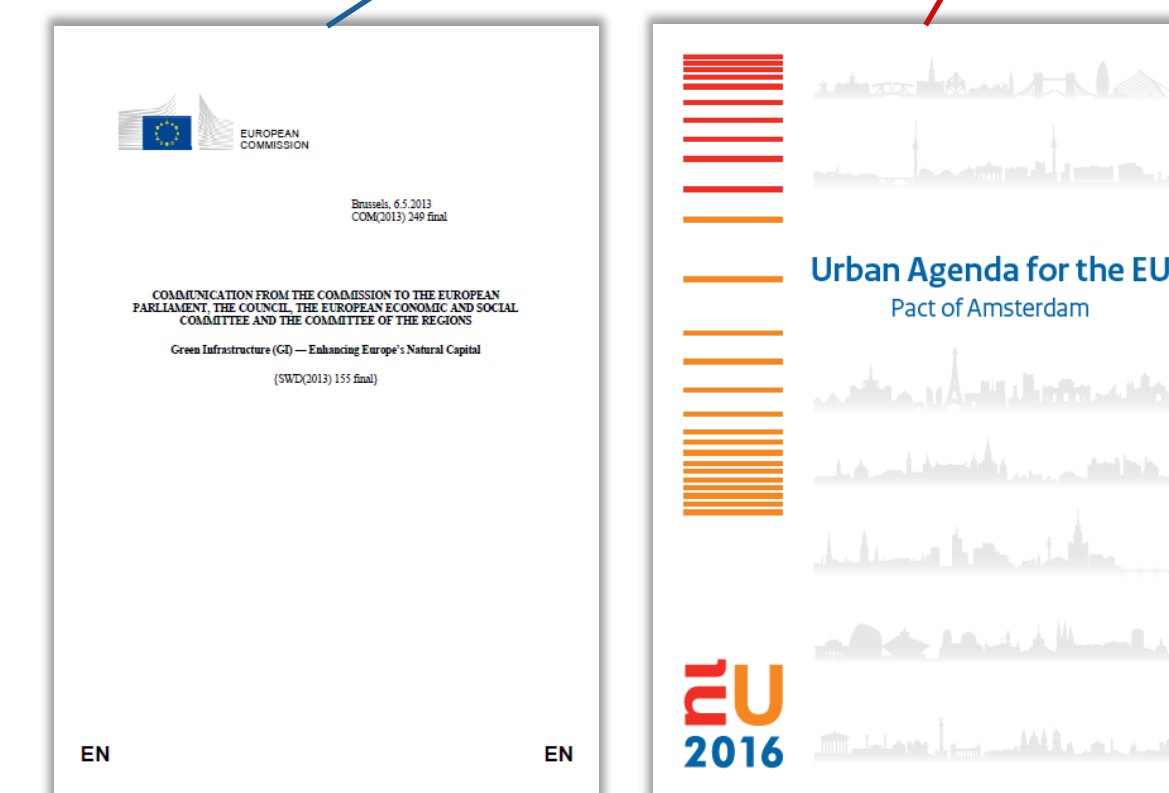 EUROPEAN
COMMISSION
Brussels, 6.5.2013
COM(2013) 249 final
COMMUNICATION FROM THE COMMISSION TO THE EUROPEAN
PARLIAMENT, THE COUNCIL, THE EUROPEAN ECONOMIC AND SOCIAL
COMMITTEE AND THE COMMITTEE OF THE REGIONS
Green Infrastructure (GI) — Enhancing Europe's Natural Capital
{SWD(2013) 155 final}
EN
EN
Urban Agenda for the EU
Pact of Amsterdam
nlU
2016